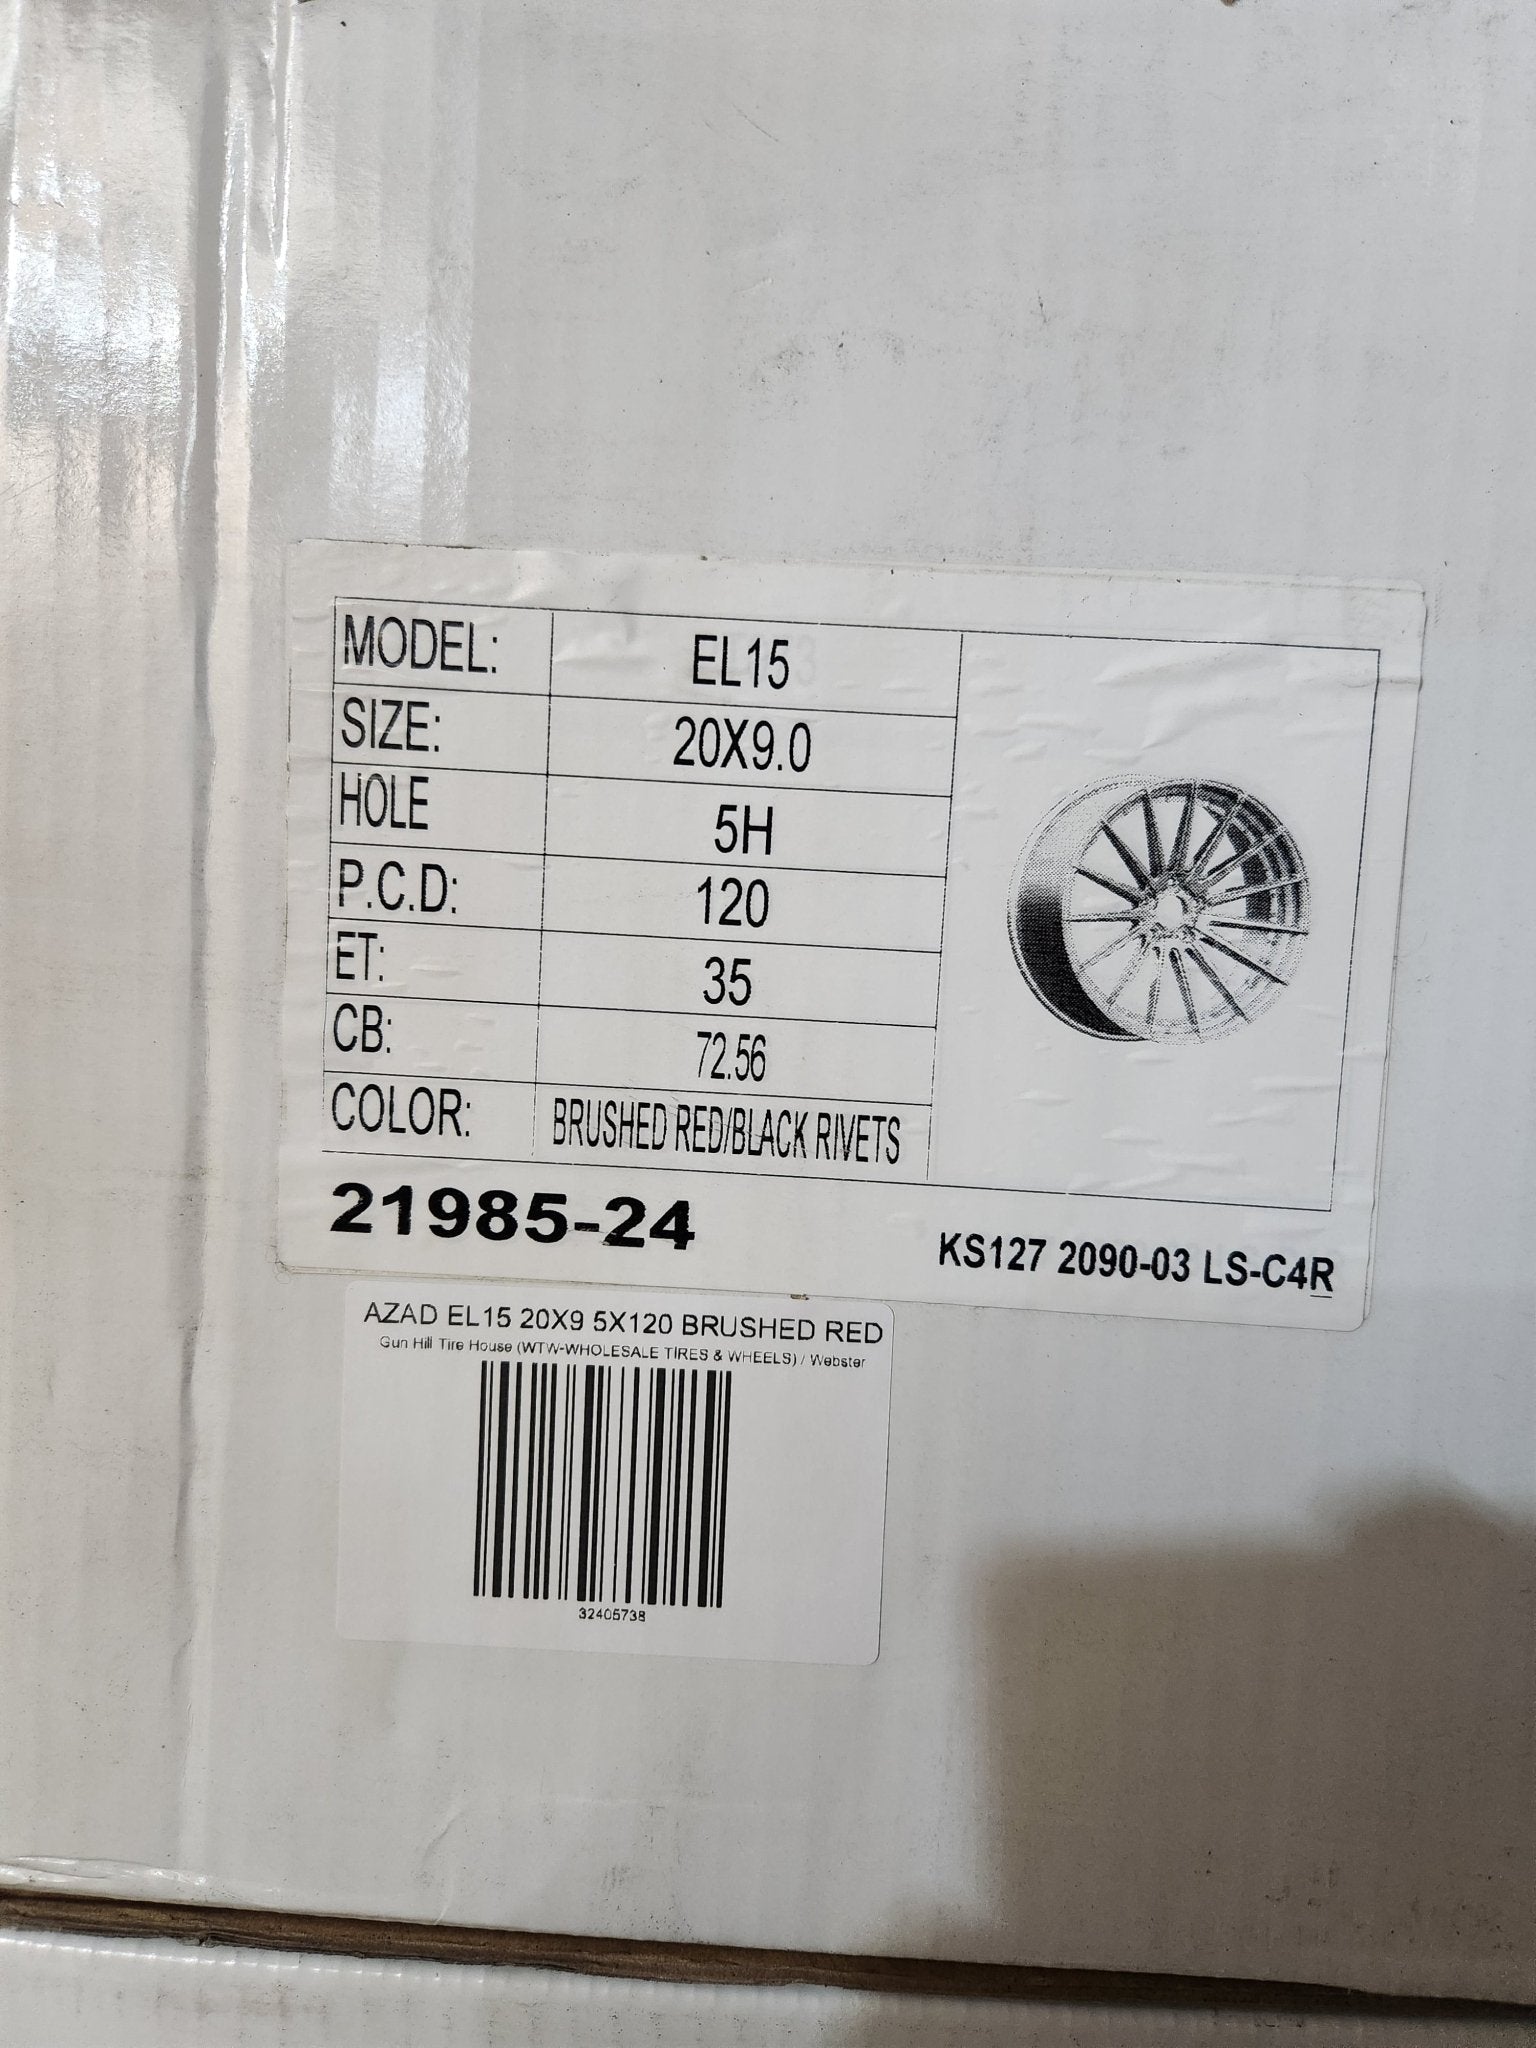 MODEL: EL15
SIZE: 20X9.0
HOLE 5H
P.C.D: 120
ET: 35
CB: 72.56
COLOR: BRUSHED RED/BLACK RIVETS
21985-24
KS127 2090-03 LS-C4R
AZAD EL15 20X9 5X120 BRUSHED RED
Gun Hill Tire House (WTW-WHOLESALE TIRES & WHEELS) / Webster
32405738